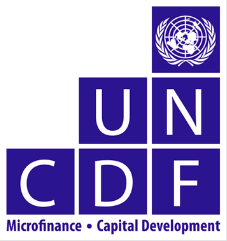 UN
CDF
Microfinance • Capital Development